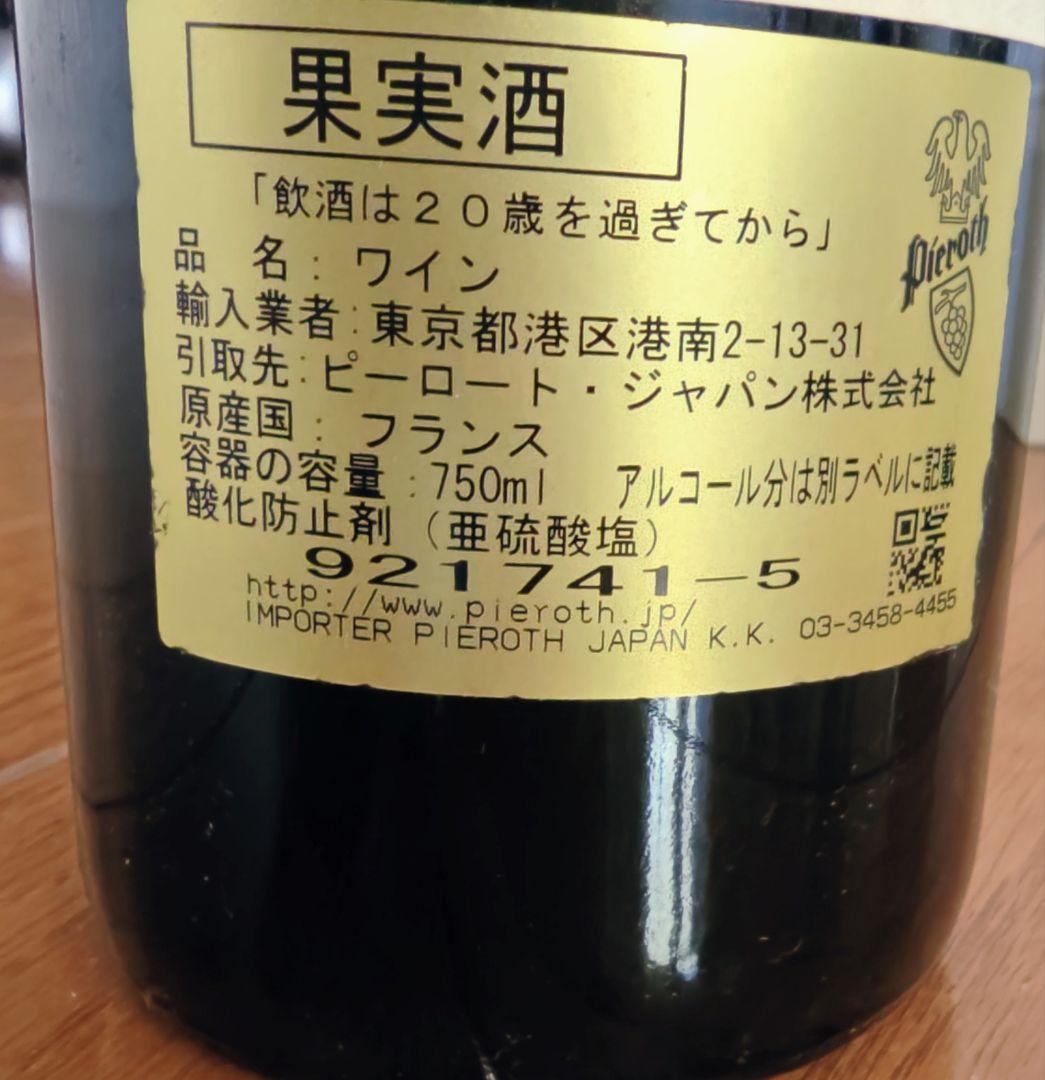 果実酒
「飲酒は20歳を過ぎてから」
品 名: ワイン
輸入業者:東京都港区港南2-13-31
引取先:ピーロート・ジャパン株式会社
原産国: フランス
容器の容量:750ml アルコール分は別ラベルに記載
酸化防止剤(亜硫酸塩)
921741-5
http://www.pieroth.jp/
IMPORTER PIEROTH JAPAN K.K. 03-3458-4455
Pieroth